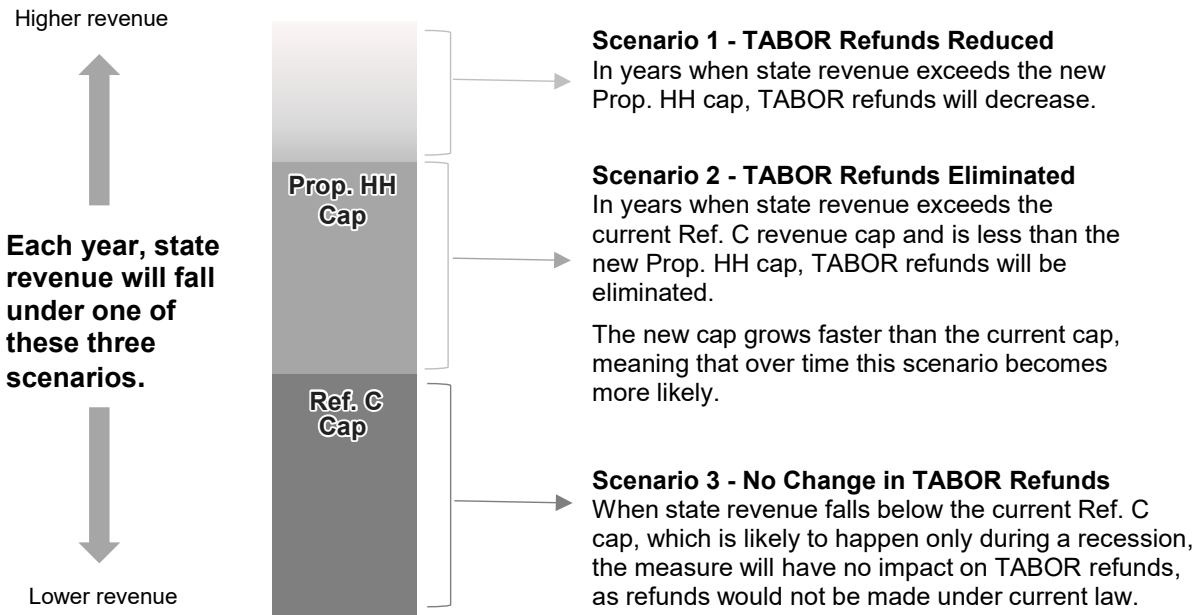 Higher revenue
Each year, state
revenue will fall
under one of
these three
scenarios.
Lower revenue
Prop. HH
Cap
Ref. C
Cap
Scenario 1 - TABOR Refunds Reduced
In years when state revenue exceeds the new
Prop. HH cap, TABOR refunds will decrease.
Scenario 2 - TABOR Refunds Eliminated
In years when state revenue exceeds the
current Ref. C revenue cap and is less than the
new Prop. HH cap, TABOR refunds will be
eliminated.
The new cap grows faster than the current cap,
meaning that over time this scenario becomes
more likely.
Scenario 3 - No Change in TABOR Refunds
When state revenue falls below the current Ref. C
cap, which is likely to happen only during a recession,
the measure will have no impact on TABOR refunds,
as refunds would not be made under current law.